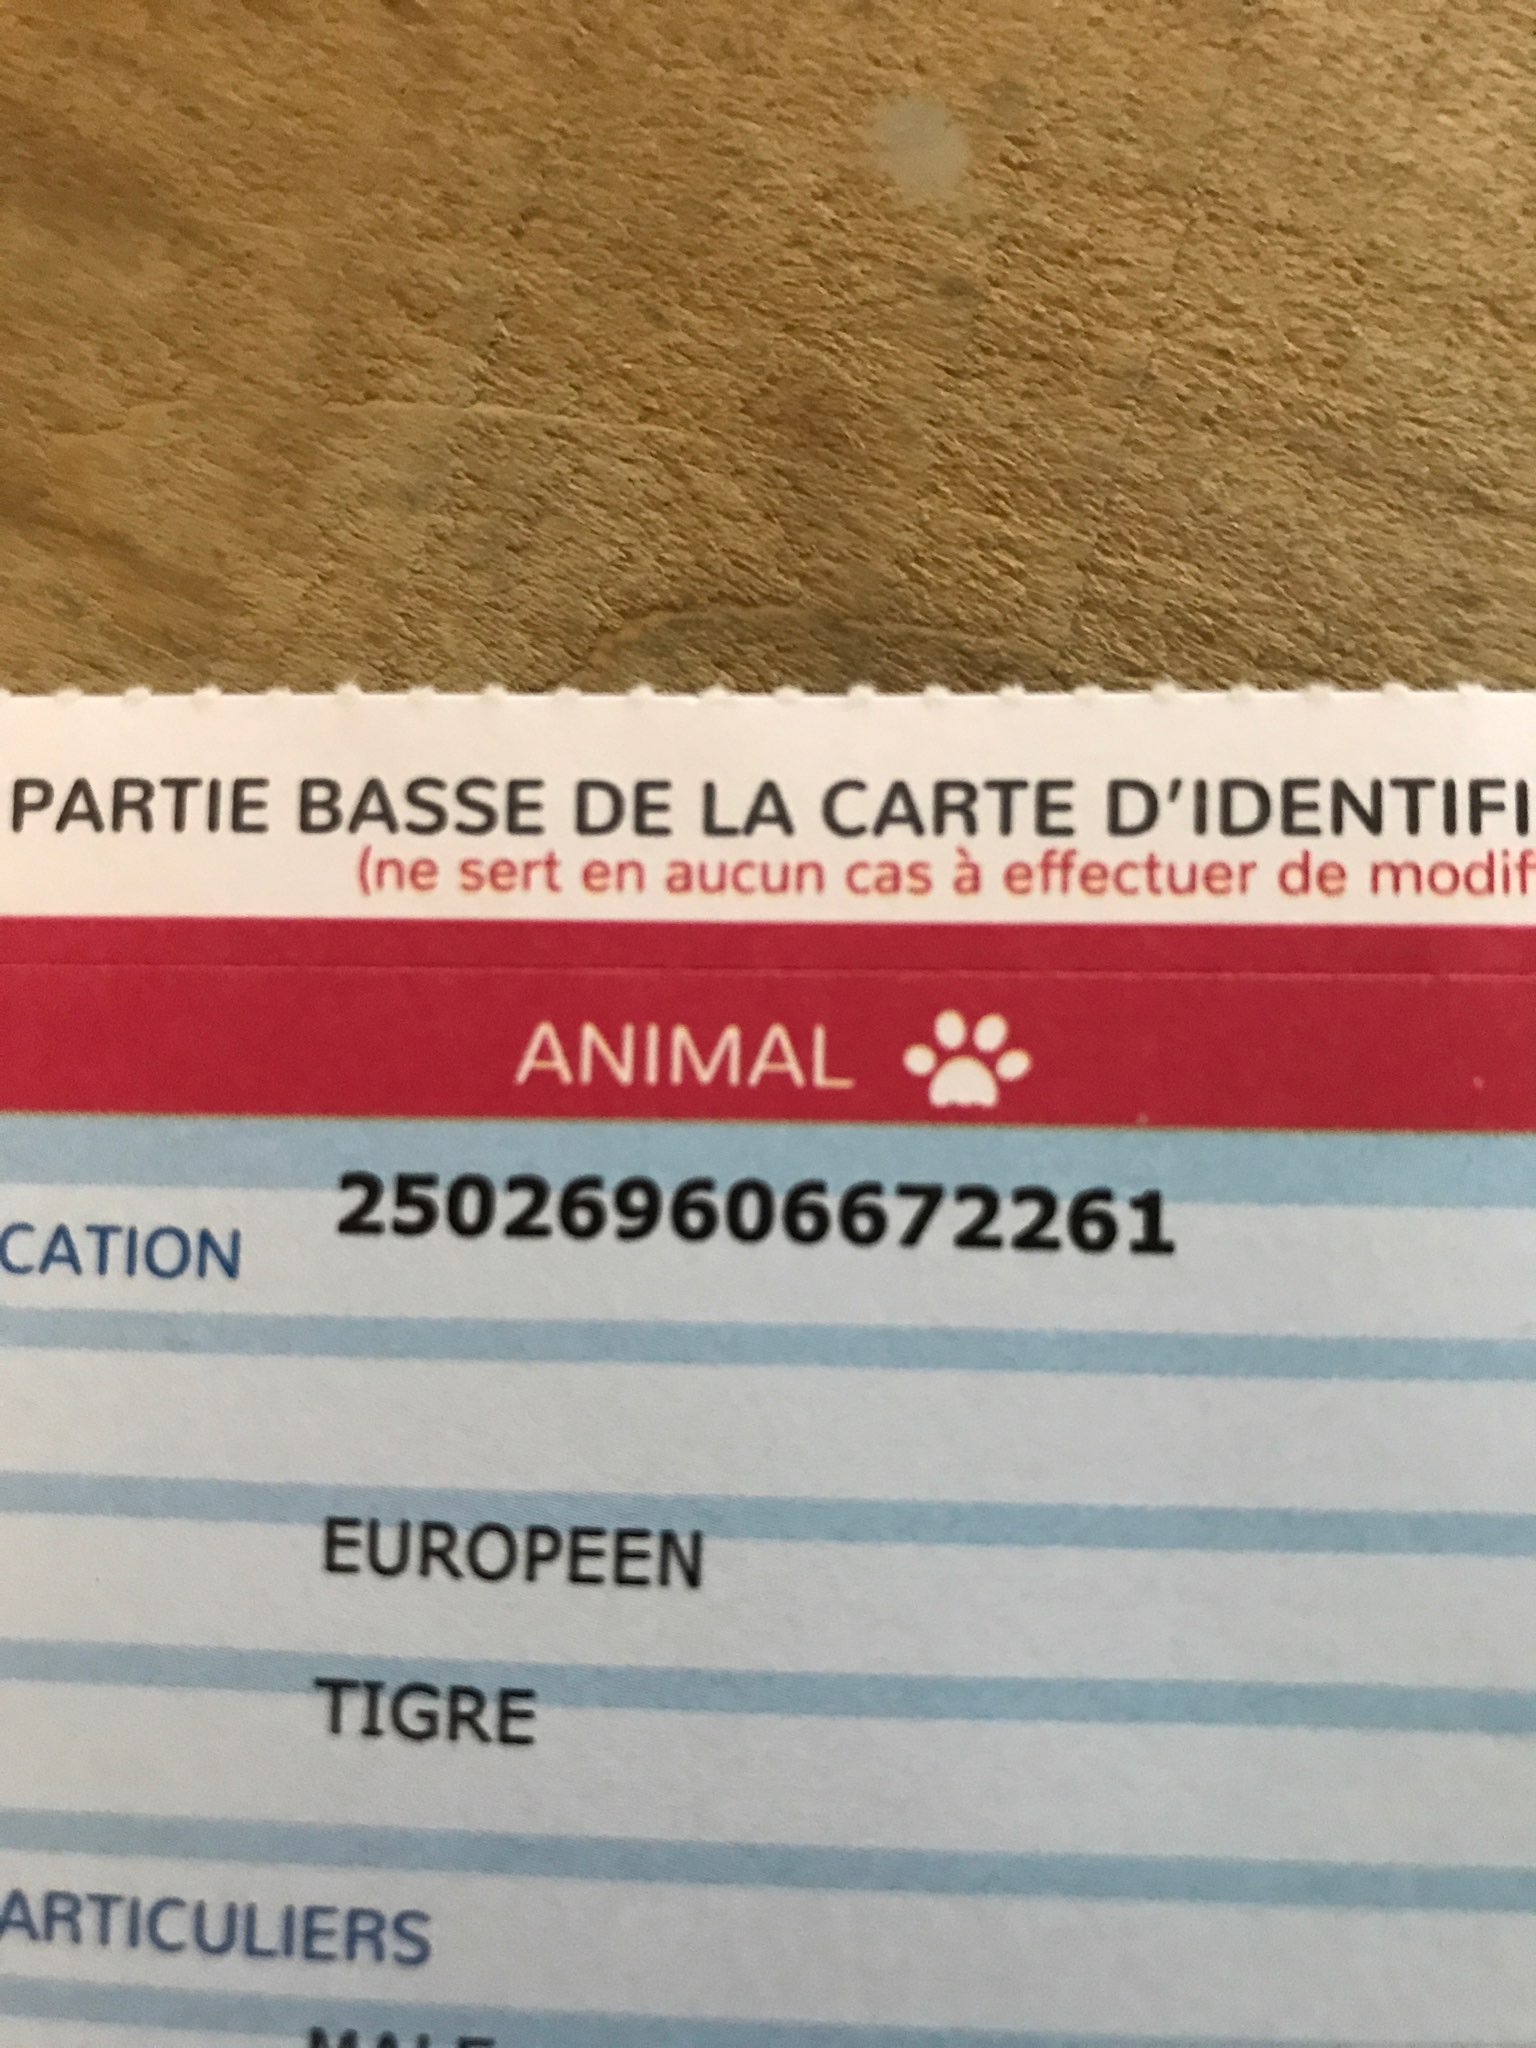 PARTIE BASSE DE LA CARTE D'IDENTIFI
(ne sert en aucun cas à effectuer de modif
ANIMAL
CATION 250269606672261
EUROPEEN
TIGRE
ARTICULIERS
MALE